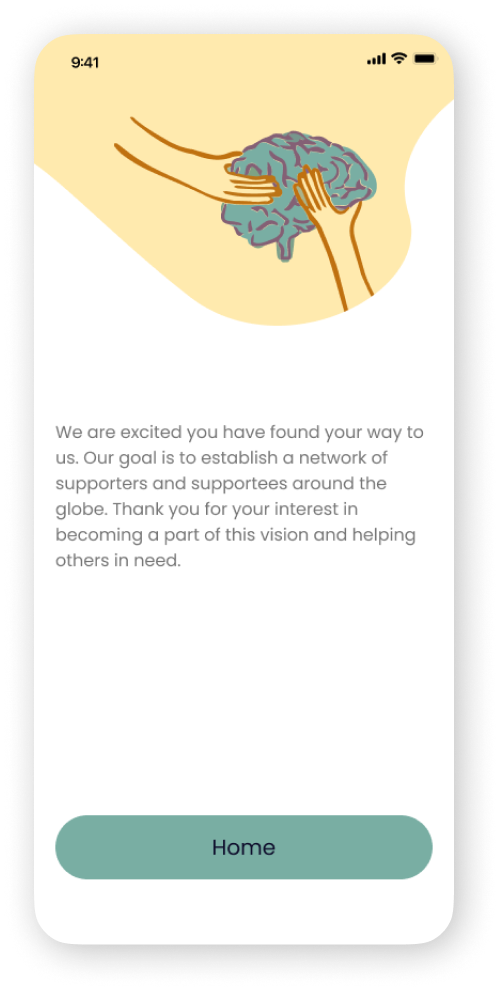 9:41
We are excited you have found your way to
us. Our goal is to establish a network of
supporters and supportees around the
globe. Thank you for your interest in
becoming a part of this vision and helping
others in need.
Home